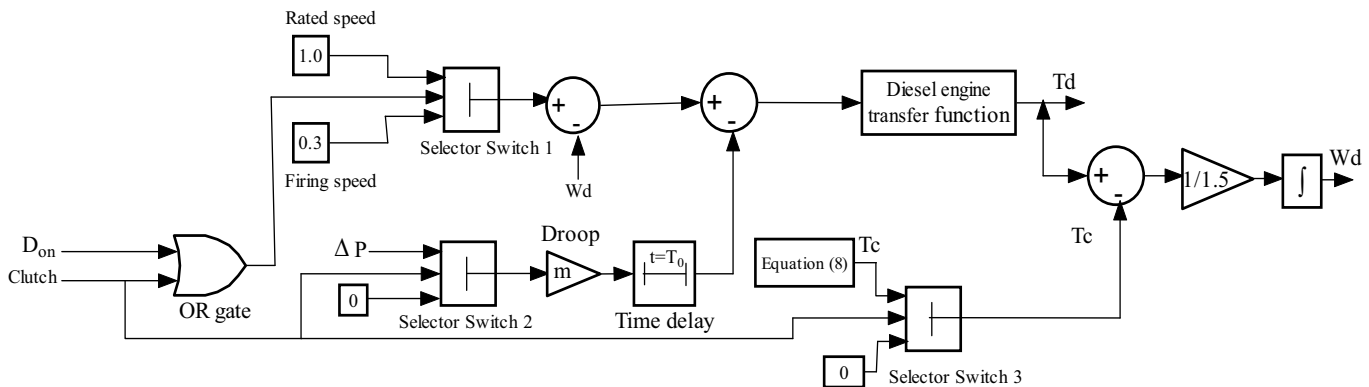 Rated speed
1.0
0.3
Firing speed
Selector Switch 1
+
-
Wd
+
-
Diesel engine
transfer function
Td
+
-
Tc
1/1.5
∫
Wd
Don
Clutch
OR gate
Δ P
0
Selector Switch 2
Droop
m
t=T0
Time delay
Tc
Equation (8)
0
Selector Switch 3